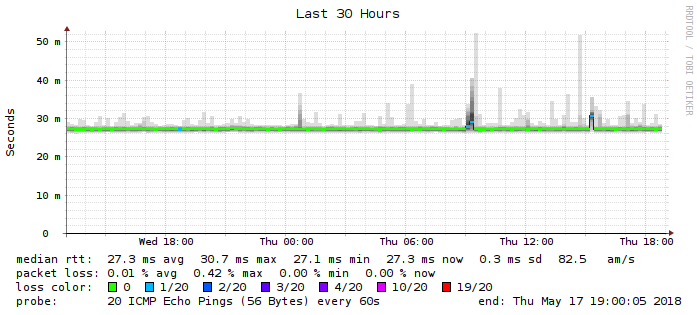 Last 30 Hours
RRDTOOL / TOBI OETIKER
Seconds
50 m
40 m
30 m
20 m
10 m
0
Wed 18:00 Thu 00:00 Thu 06:00 Thu 12:00 Thu 18:00
median rtt: 27.3 ms avg 30.7 ms max 27.1 ms min 27.3 ms now 0.3 ms sd 82.5 am/s
packet loss: 0.01 % avg 0.42 % max 0.00 % min 0.00 % now
loss color: 0 1/20 2/20 3/20 4/20 10/20 19/20
probe: 20 ICMP Echo Pings (56 Bytes) every 60s end: Thu May 17 19:00:05 2018